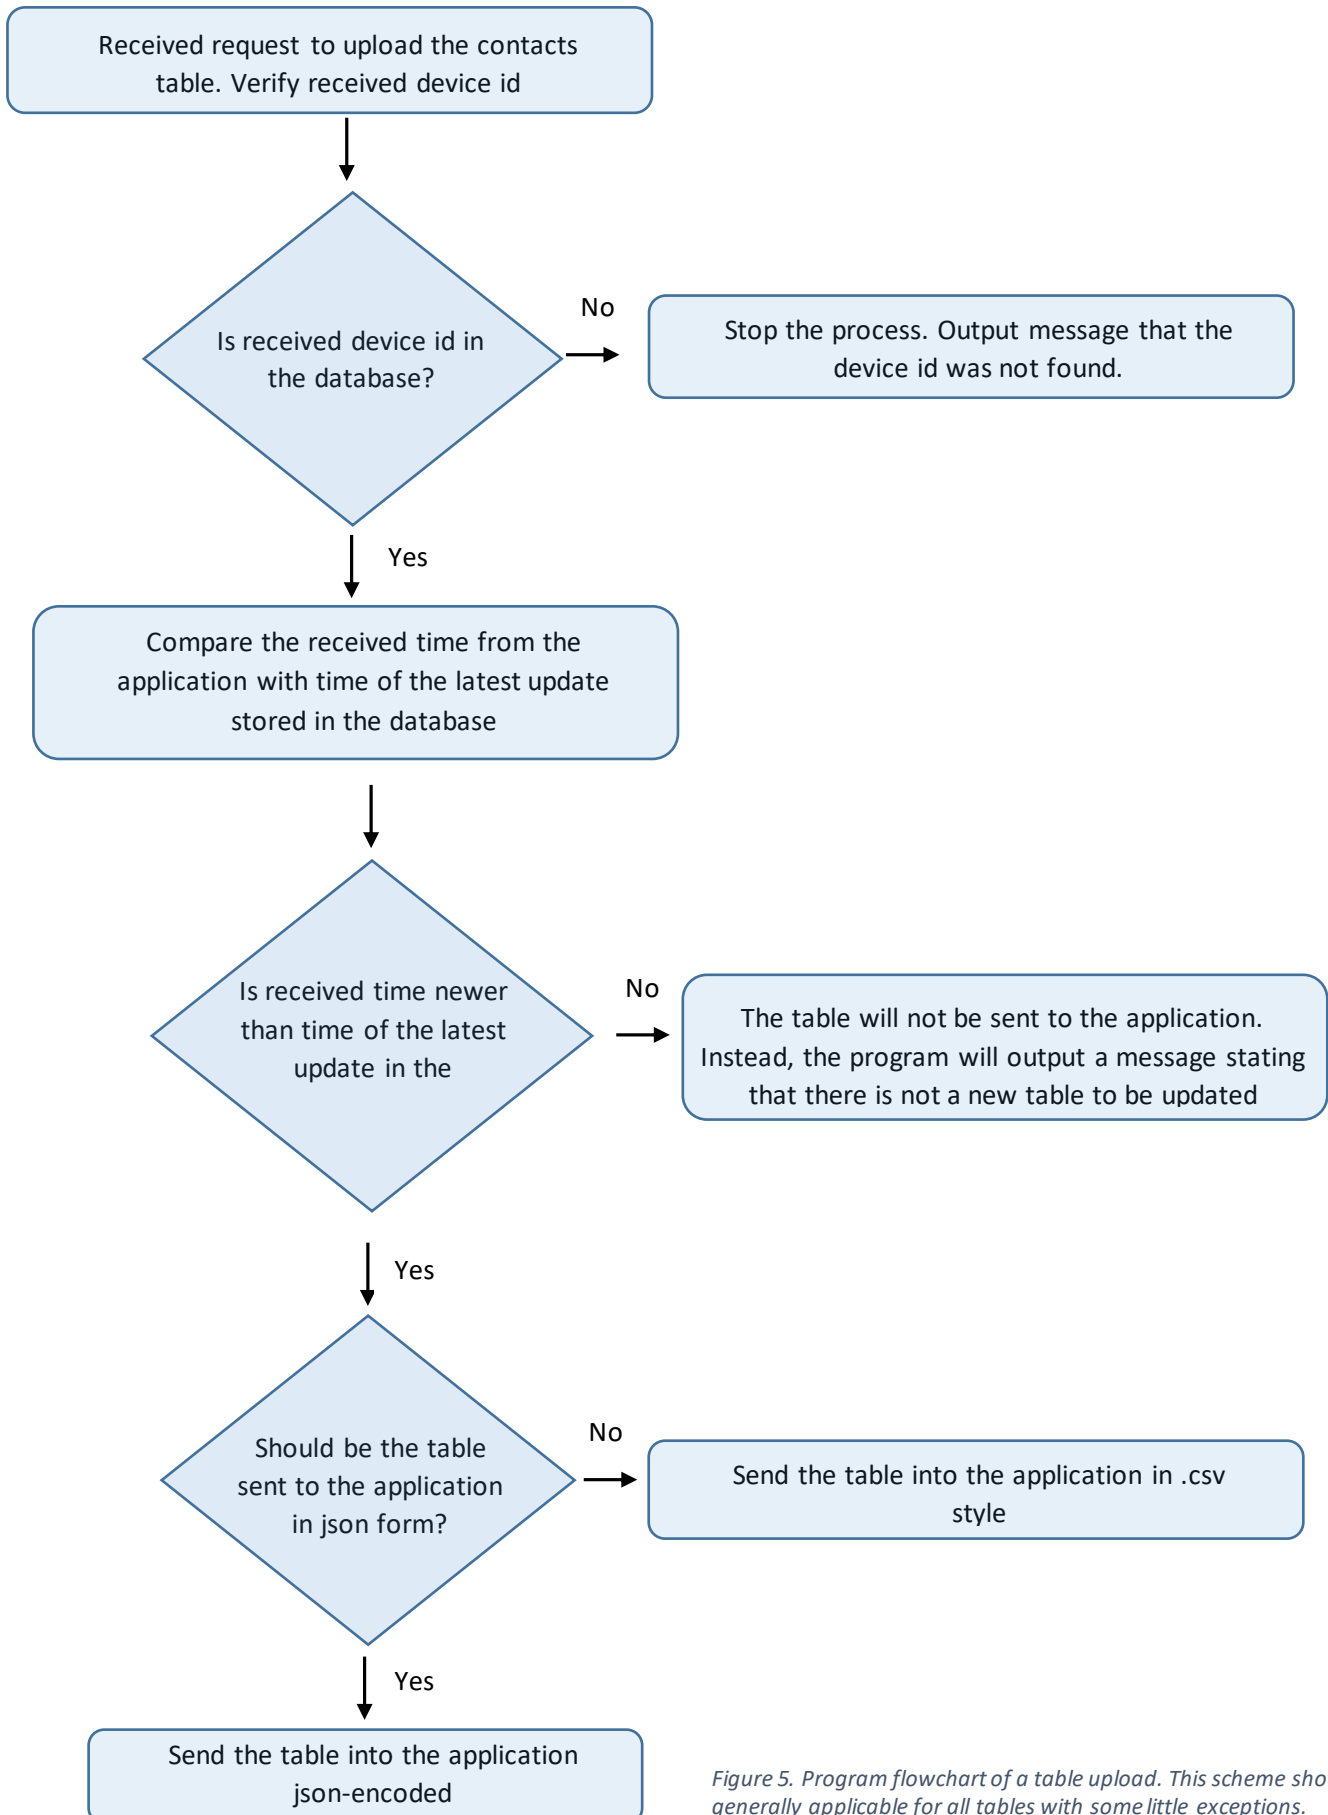 Received request to upload the contacts
table. Verify received device id
Is received device id in
the database?
No
Stop the process. Output message that the
device id was not found.
Yes
Compare the received time from the
application with time of the latest update
stored in the database
Is received time newer
than time of the latest
update in the
No
The table will not be sent to the application.
Instead, the program will output a message stating
that there is not a new table to be updated
Yes
Should be the table
sent to the application
in json form?
No
Send the table into the application in .csv
style
Yes
Send the table into the application
json-encoded
Figure 5. Program flowchart of a table upload. This scheme sho
generally applicable for all tables with some little exceptions.